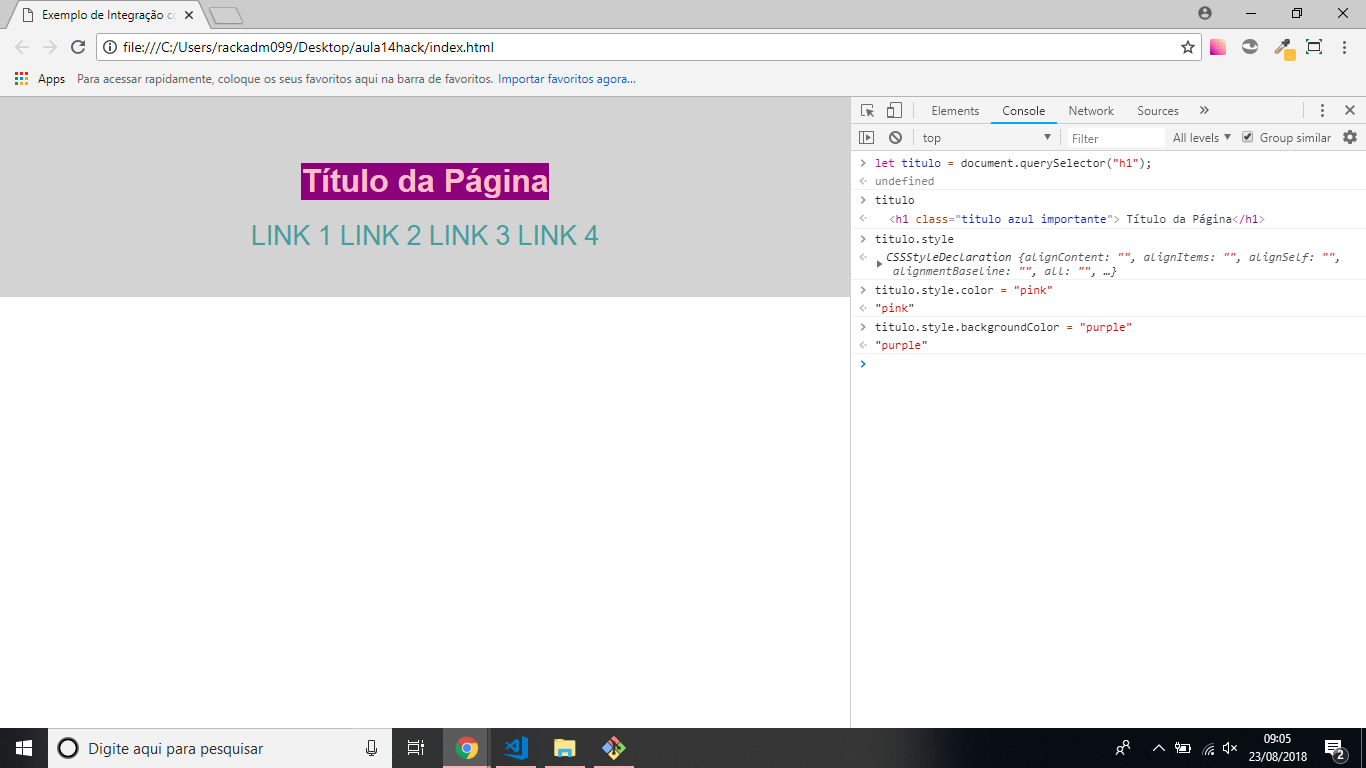 Exemplo de Integração c
file:///C:/Users/rackadm099/Desktop/aula14hack/index.html
Apps Para acessar rapidamente, coloque os seus favoritos aqui na barra de favoritos. Importar favoritos agora...
Elements Console Network Sources »
top Filter All levels Group similar
Título da Página
LINK 1 LINK 2 LINK 3 LINK 4
let titulo = document.querySelector("h1");
undefined
titulo
<h1 class="titulo azul importante"> Título da Página</h1>
titulo.style
CSSStyleDeclaration {alignContent: "", alignItems: "", alignSelf: "",
alignmentBaseline: "", all: "", …}
titulo.style.color = "pink"
"pink"
titulo.style.backgroundColor = "purple"
"purple"
Digite aqui para pesquisar
09:05
23/08/2018
2